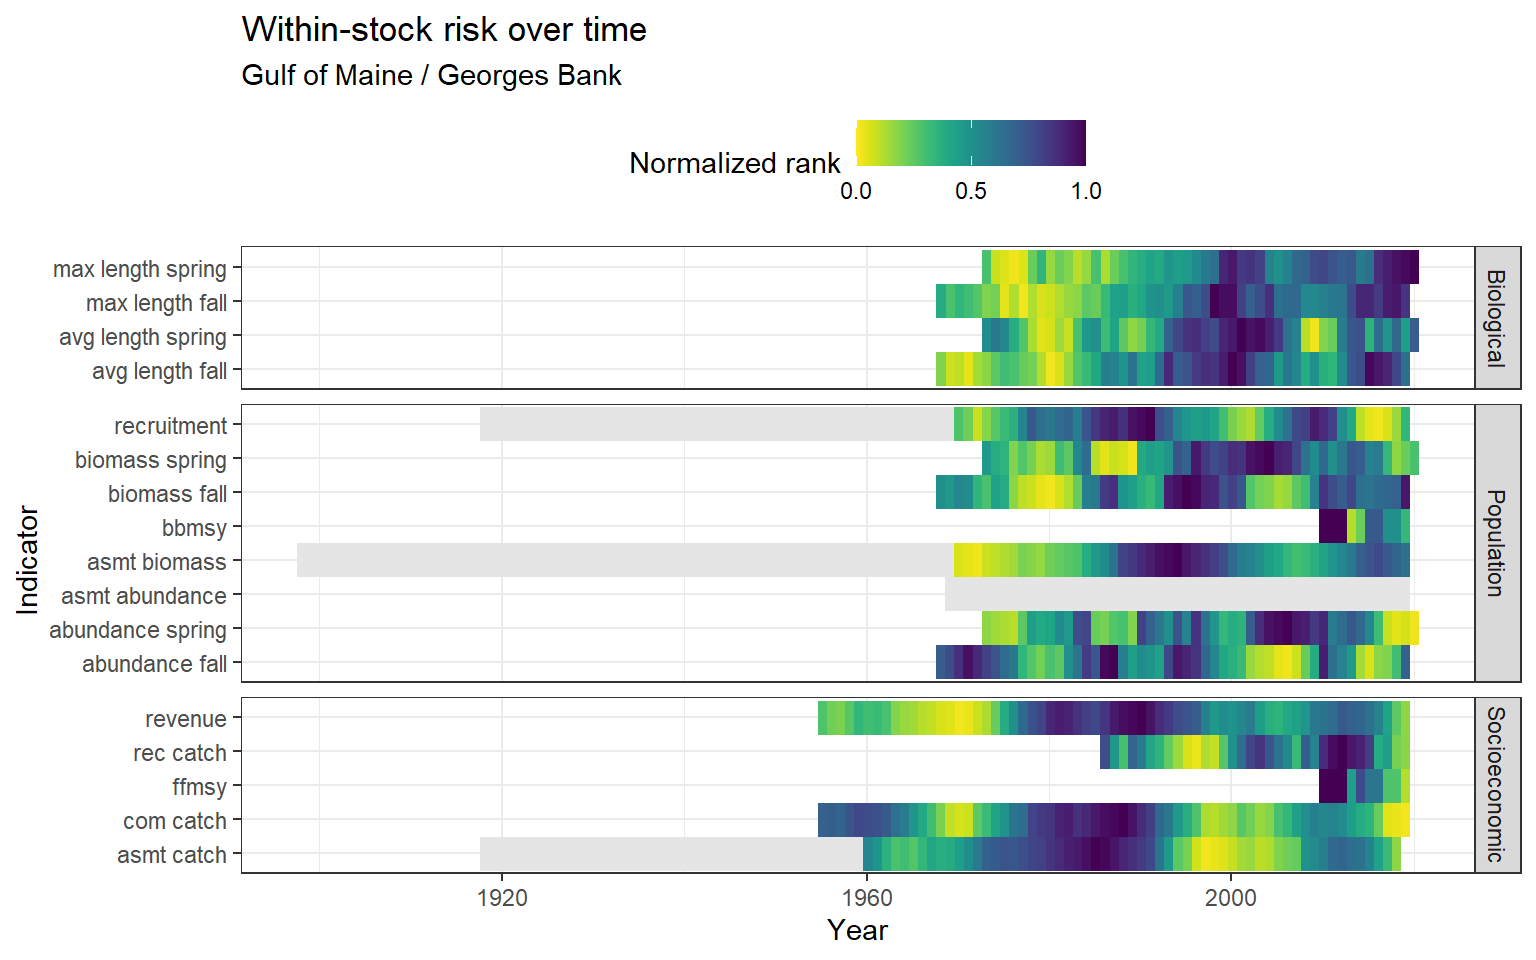 Within-stock risk over time
Gulf of Maine / Georges Bank
Normalized rank
0.0 0.5 1.0
Indicator
max length spring
max length fall
avg length spring
avg length fall
Biological
recruitment
biomass spring
biomass fall
bbmsy
asmt biomass
asmt abundance
abundance spring
abundance fall
Population
revenue
rec catch
ffmsy
com catch
asmt catch
Socioeconomic
1920 1960 2000
Year